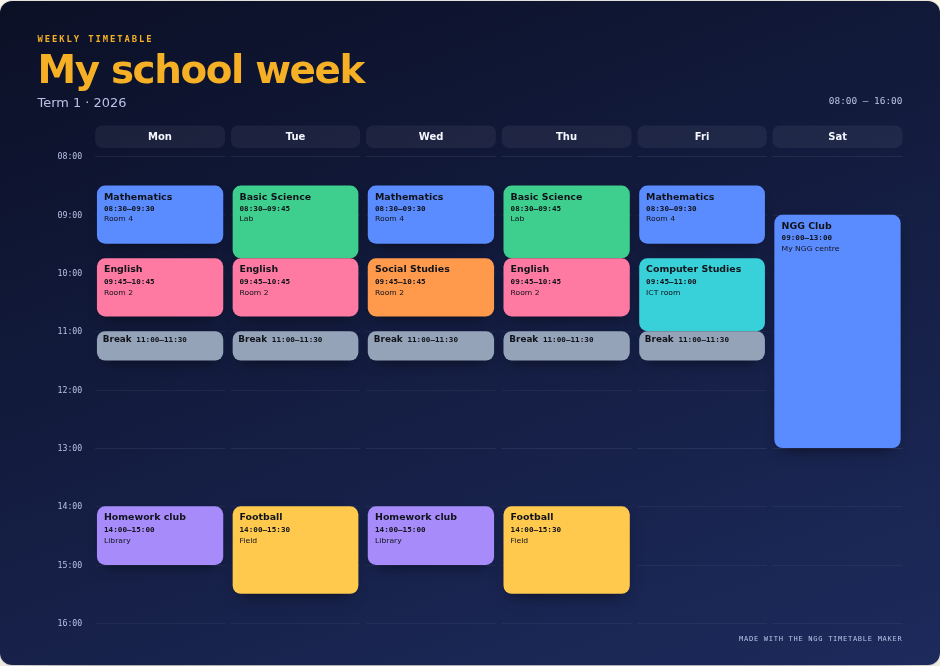 WEEKLY TIMETABLE
My school week
Term 1 · 2026
08:00 — 16:00
Mon Tue Wed Thu Fri Sat
08:00
Mathematics
08:30–09:30
Room 4
Basic Science
08:30–09:45
Lab
Mathematics
08:30–09:30
Room 4
Basic Science
08:30–09:45
Lab
Mathematics
08:30–09:30
Room 4
09:00
NGG Club
09:00–13:00
My NGG centre
English
09:45–10:45
Room 2
English
09:45–10:45
Room 2
Social Studies
09:45–10:45
Room 2
English
09:45–10:45
Room 2
Computer Studies
09:45–11:00
ICT room
10:00
11:00
Break 11:00–11:30
Break 11:00–11:30
Break 11:00–11:30
Break 11:00–11:30
Break 11:00–11:30
12:00
13:00
14:00
Homework club
14:00–15:00
Library
Football
14:00–15:30
Field
Homework club
14:00–15:00
Library
Football
14:00–15:30
Field
15:00
16:00
MADE WITH THE NGG TIMETABLE MAKER